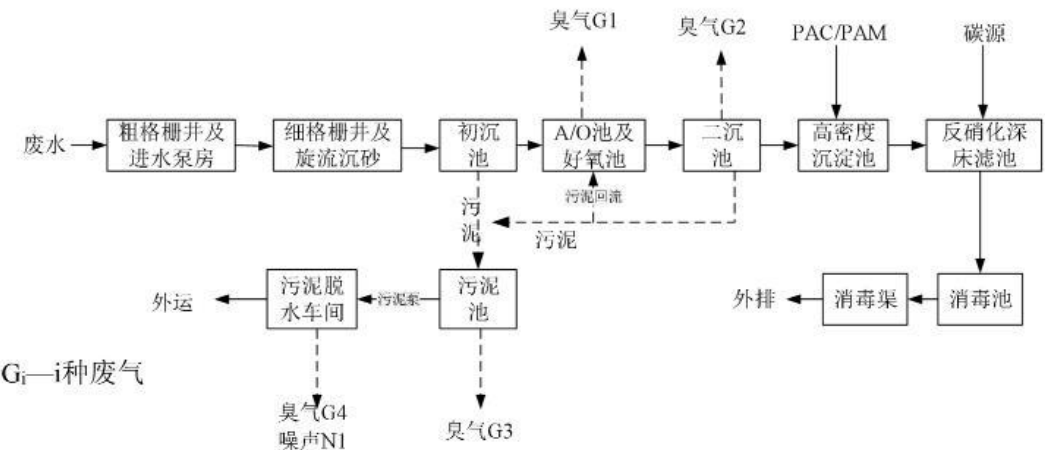 臭气G1
臭气G2
PAC/PAM
碳源
废水
粗格栅井及
进水泵房
细格栅井及
旋流沉砂
初沉
池
A/O池及
好氧池
二沉
池
高密度
沉淀池
反硝化深
床滤池
污泥回流
污
泥
污泥
外运
污泥脱
水车间
污泥泵
污泥
池
外排
消毒渠
消毒池
Gi—i种废气
臭气G4
噪声N1
臭气G3